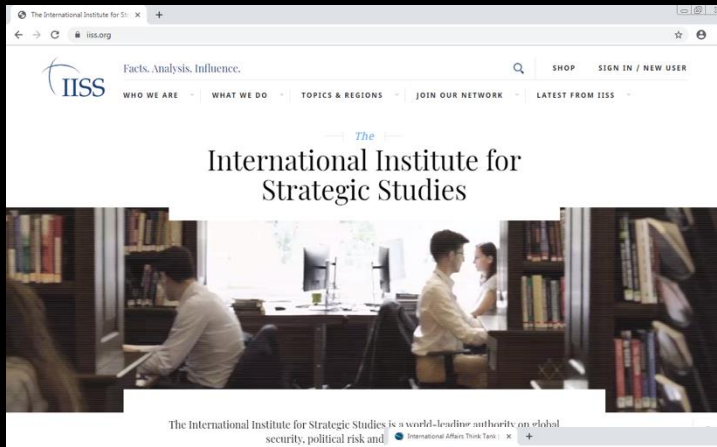 The International Institute for St
iiss.org
IISS
Facts. Analysis. Influence.
SHOP SIGN IN / NEW USER
WHO WE ARE WHAT WE DO TOPICS & REGIONS JOIN OUR NETWORK LATEST FROM IISS
The
International Institute for
Strategic Studies
The International Institute for Strategic Studies is a world-leading authority on global
security, political risk and
International Affairs Think Tank |